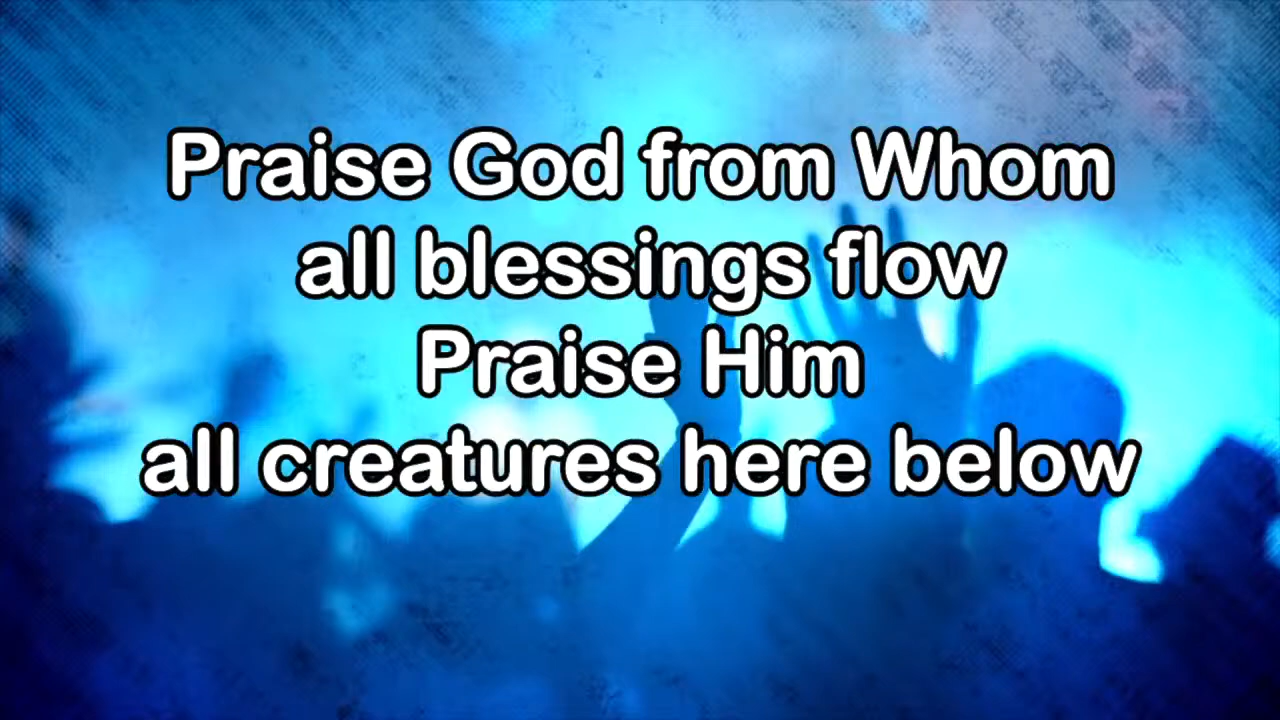 Praise God from Whom
all blessings flow
Praise Him
all creatures here below